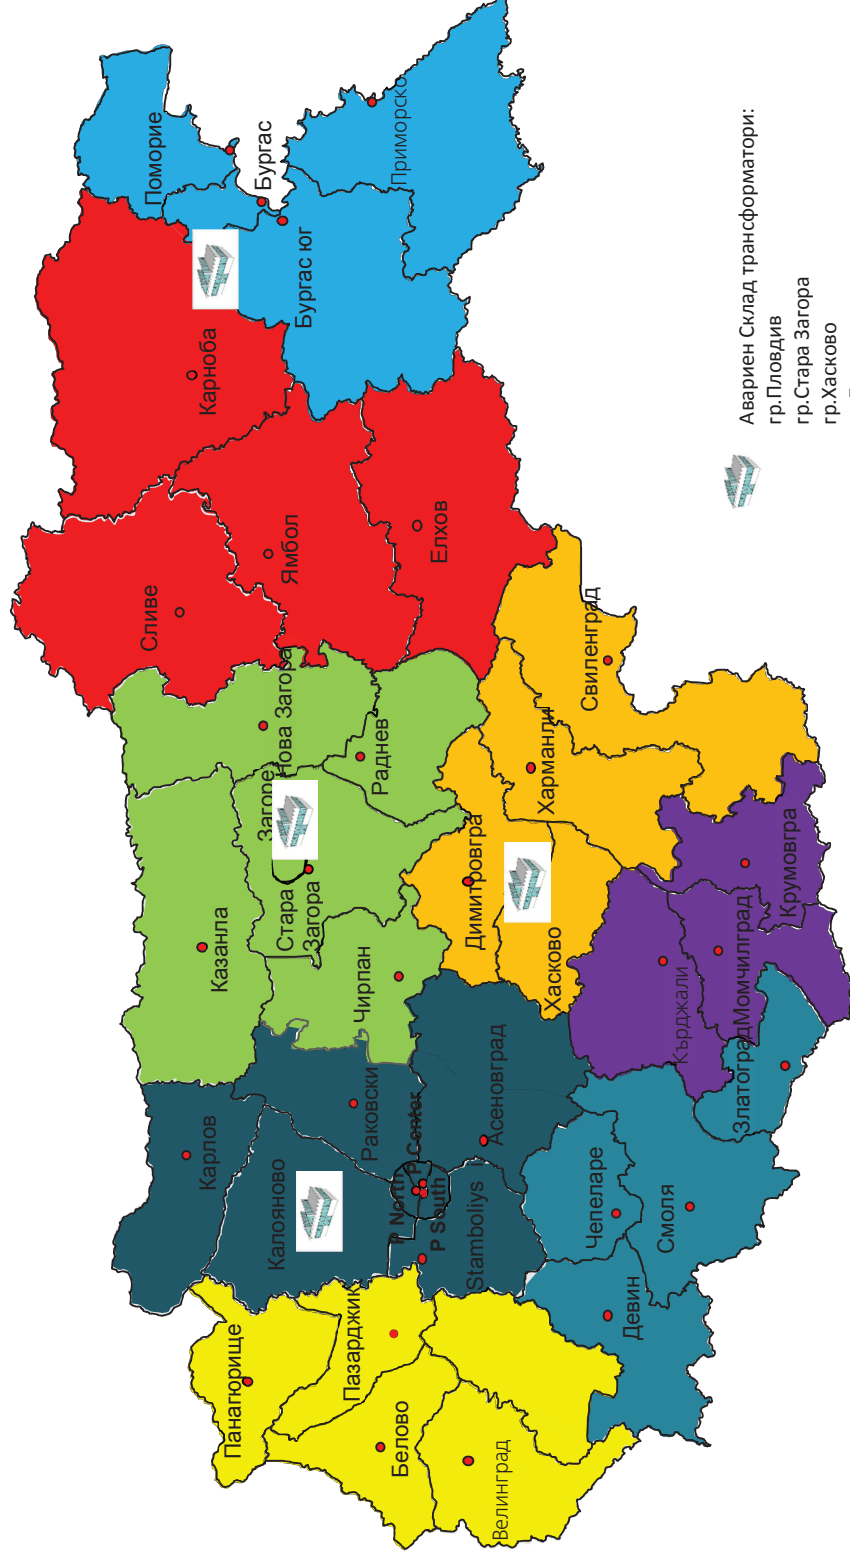 Поморие
Бургас
Приморско
Бургас юг
Карноба
Сливе
Ямбол
Елхов
Нова Загора
Загоре
Раднев
Казанла
Стара
Загора
Чирпан
Свиленград
Харманли
Димитровгра
Хасково
Крумовгра
Момчилград
Кърджали
Златоград
Карлов
Раковски
Калояново
P North
P Center
P South
Асеновград
Stamboliys
Чепеларе
Смоля
Девин
Панагюрище
Пазарджик
Белово
Велинград
Авариен Склад трансформатори:
гр.Пловдив
гр.Стара Загора
гр.Хасково